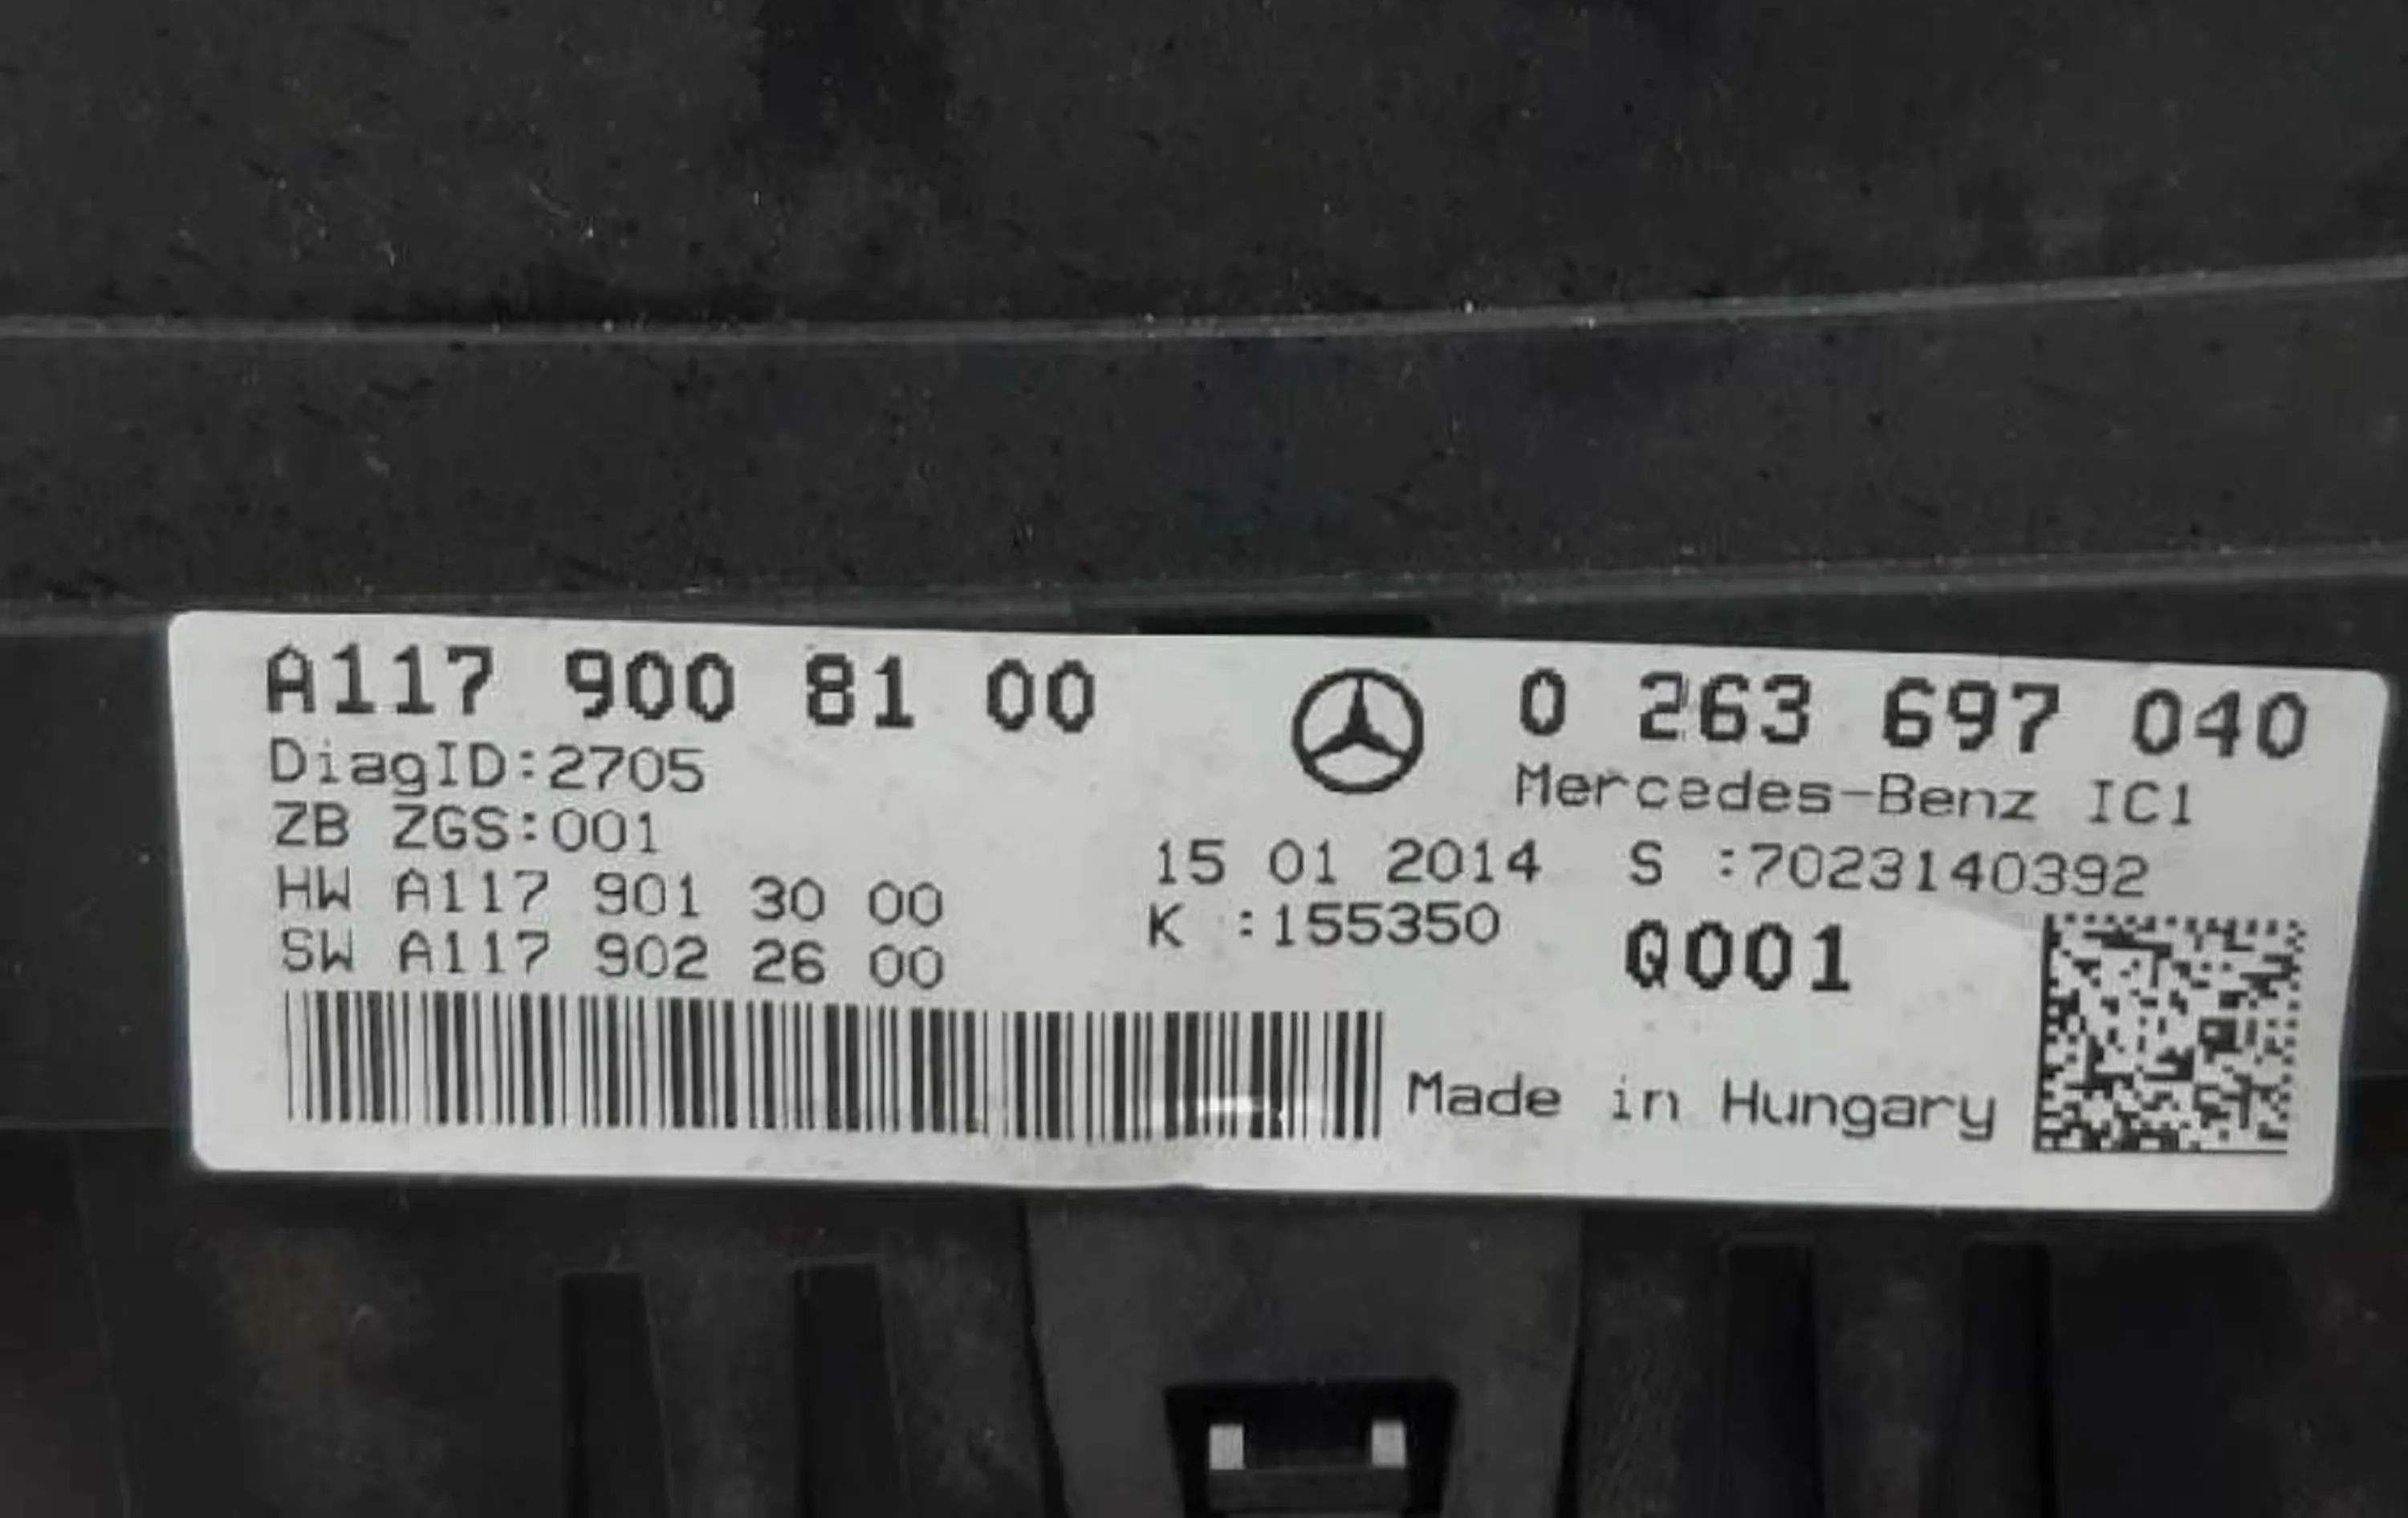 A117 900 81 00
0 263 697 040
DiagID:2705
Mercedes-Benz IC1
ZB ZGS:001
15 01 2014 S :7023140392
HW A117 901 30 00
K :155350
Q001
SW A117 902 26 00
Made in Hungary